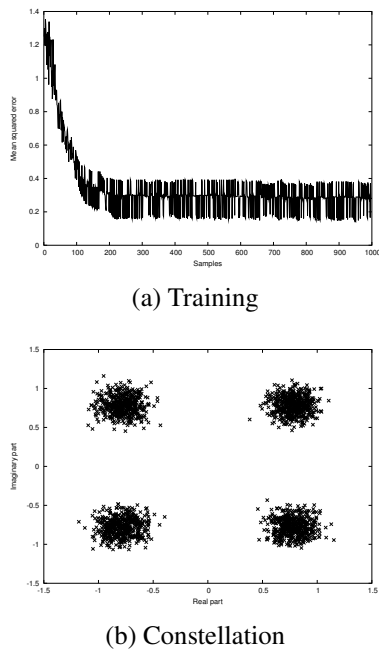 1.4
1.2
1
0.8
0.6
0.4
0.2
0
Mean squared error
0 100 200 300 400 500 600 700 800 900 1000
Samples
(a) Training
1.5
1
0.5
0
-0.5
-1
-1.5
Imaginary part
-1.5 -1 -0.5 0 0.5 1 1.5
Real part
(b) Constellation